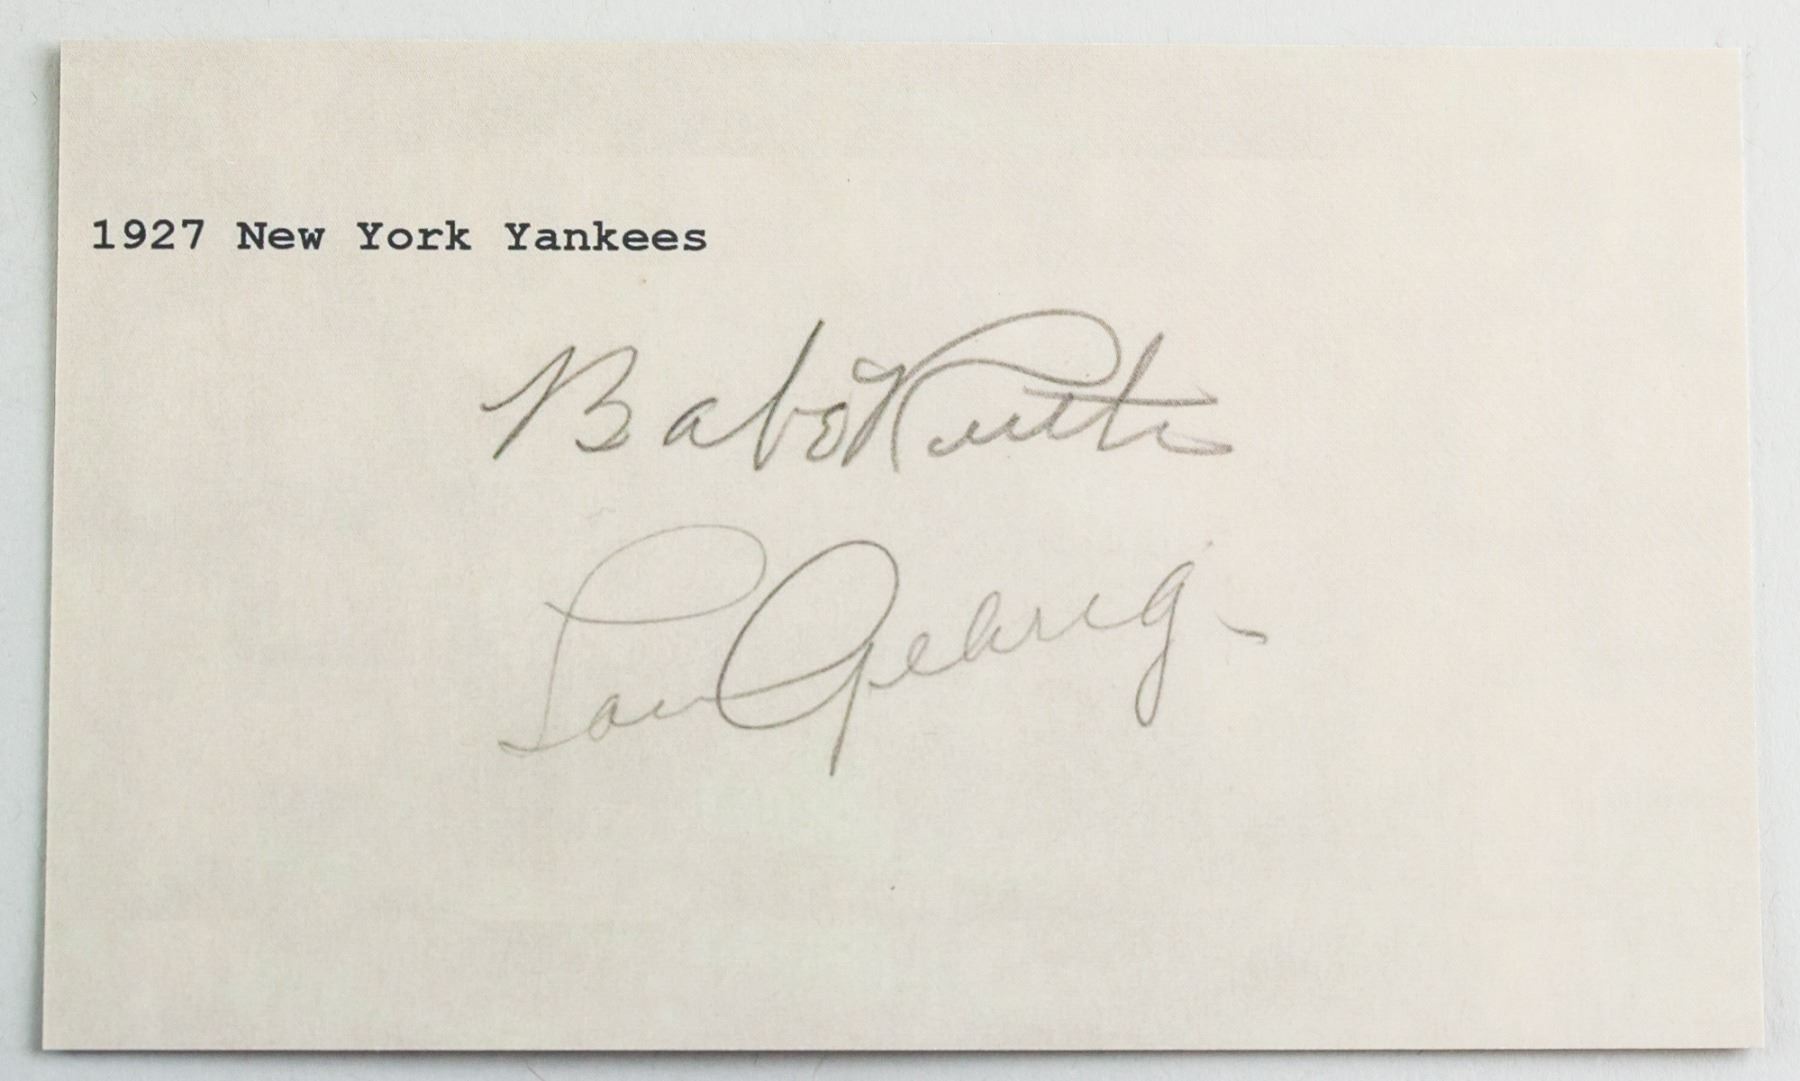 1927 New York Yankees
Babe Ruth
Lou Gehrig